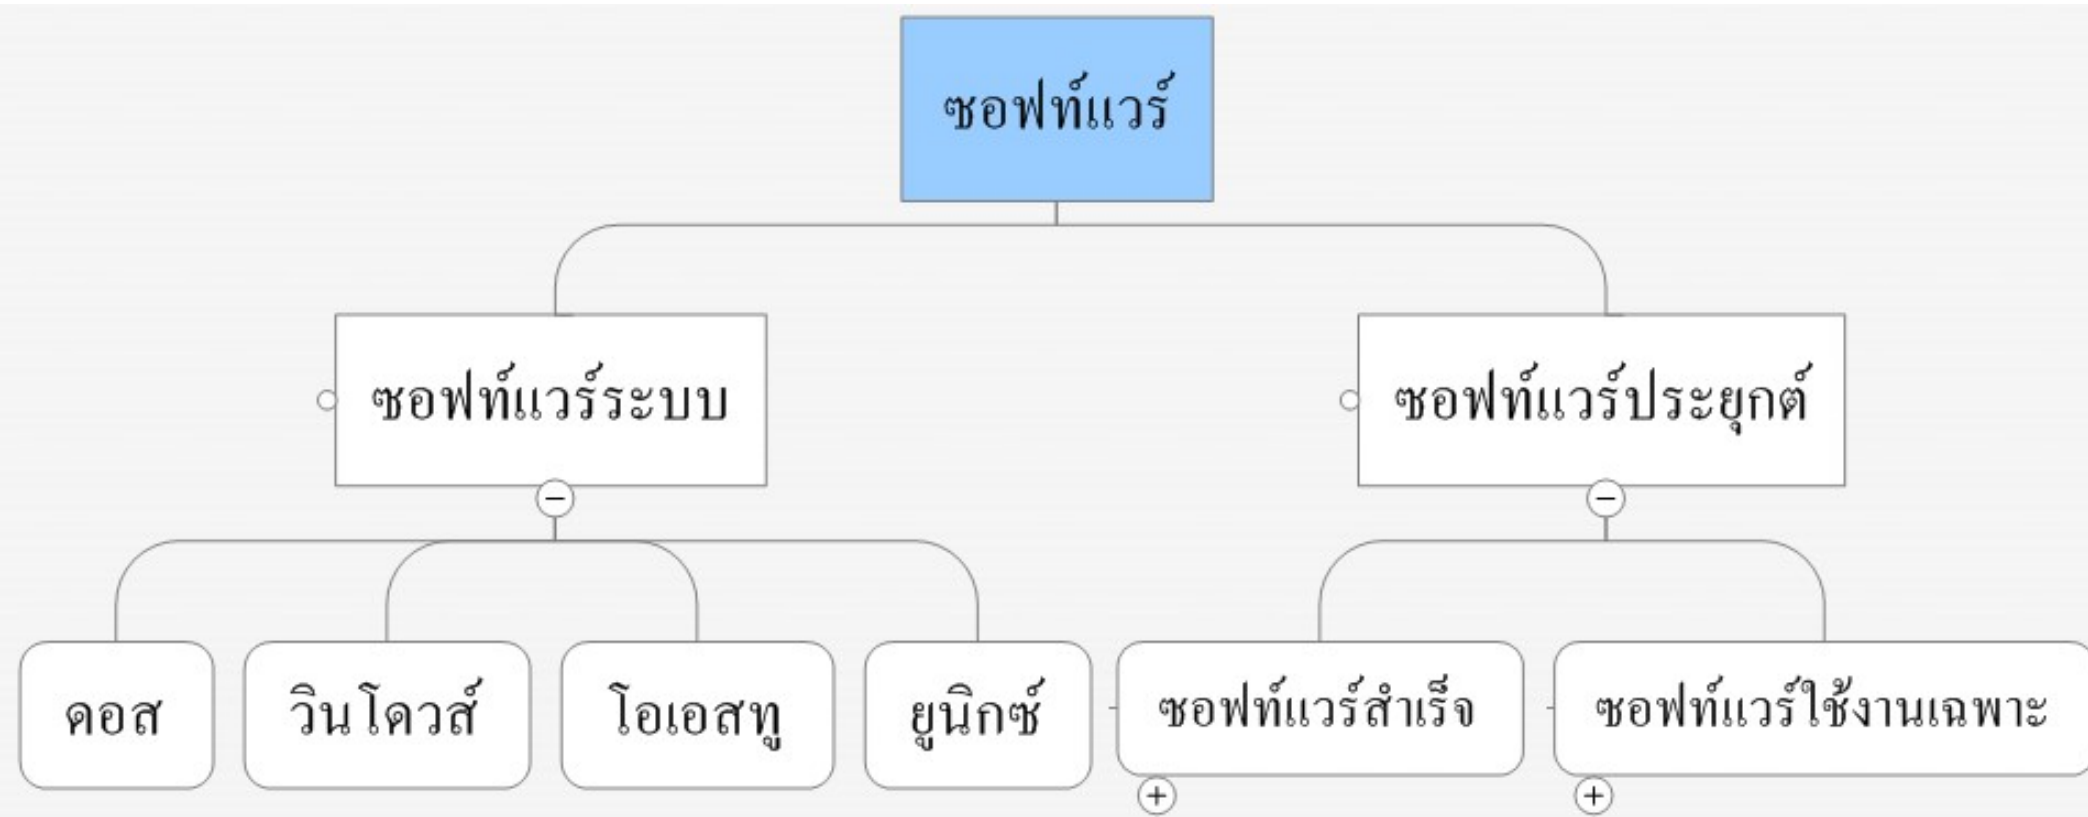 ซอฟท์แวร์
ซอฟท์แวร์ระบบ
ซอฟท์แวร์ประยุกต์
ดอส
วินโดวส์
โอเอสทู
ยูนิกซ์
ซอฟท์แวร์สำเร็จ
ซอฟท์แวร์ใช้งานเฉพาะ